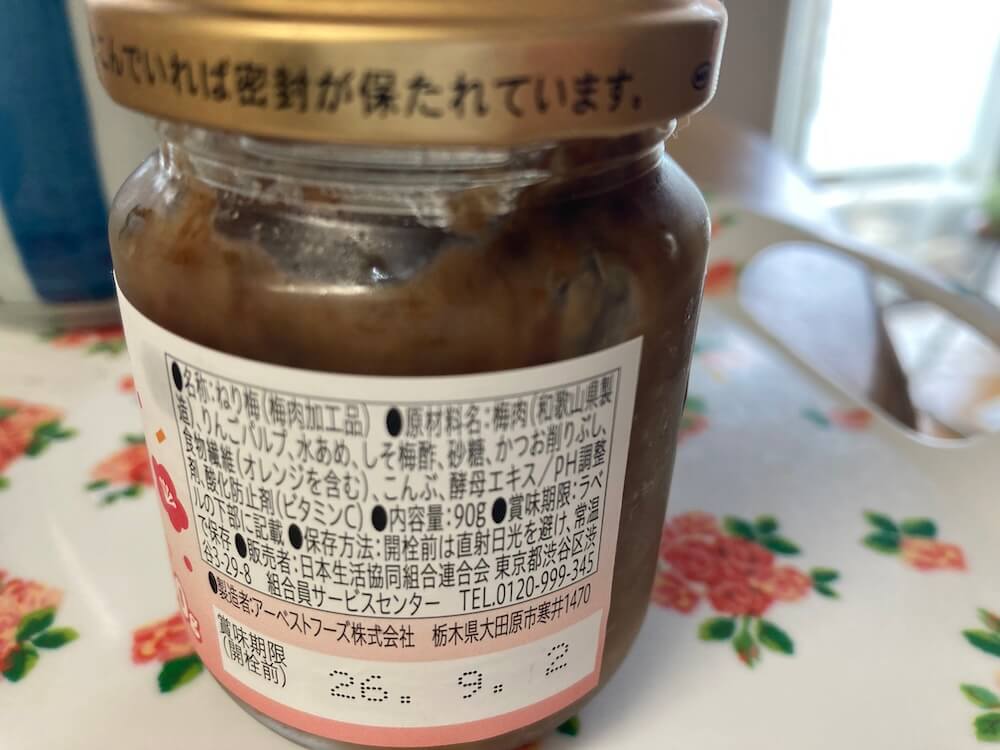 こんでいれば密封が保たれています。
●名称:ねり梅(梅肉加工品) ●原材料名:梅肉(和歌山県製
造)、りんごパルプ、水あめ、しそ梅酢、砂糖、かつお削りぶし、
食物繊維(オレンジを含む)、こんぶ、酵母エキス/PH調整
剤、酸化防止剤(ビタミンC) ●内容量:90g ●賞味期限:ラベ
ルの下部に記載 ●保存方法:開栓前は直射日光を避け、常温
で保存 ●販売者:日本生活協同組合連合会 東京都渋谷区渋
谷3-29-8 組合員サービスセンター TEL.0120-999-345
●製造者:アーベストフーズ株式会社 栃木県大田原市寒井1470
賞味期限
(開栓前)
26. 9. 2